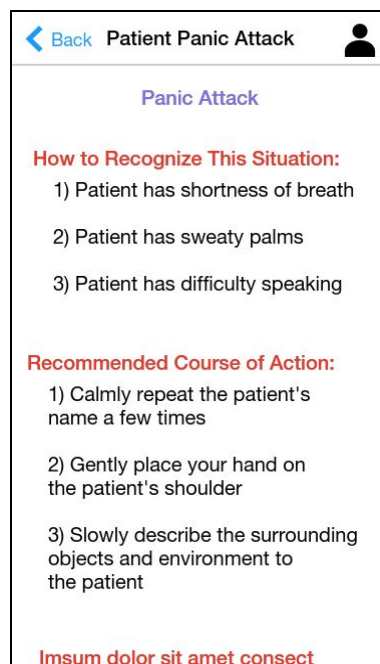 Back Patient Panic Attack
Panic Attack
How to Recognize This Situation:
1) Patient has shortness of breath
2) Patient has sweaty palms
3) Patient has difficulty speaking
Recommended Course of Action:
1) Calmly repeat the patient's
name a few times
2) Gently place your hand on
the patient's shoulder
3) Slowly describe the surrounding
objects and environment to
the patient
Imsum dolor sit amet consect